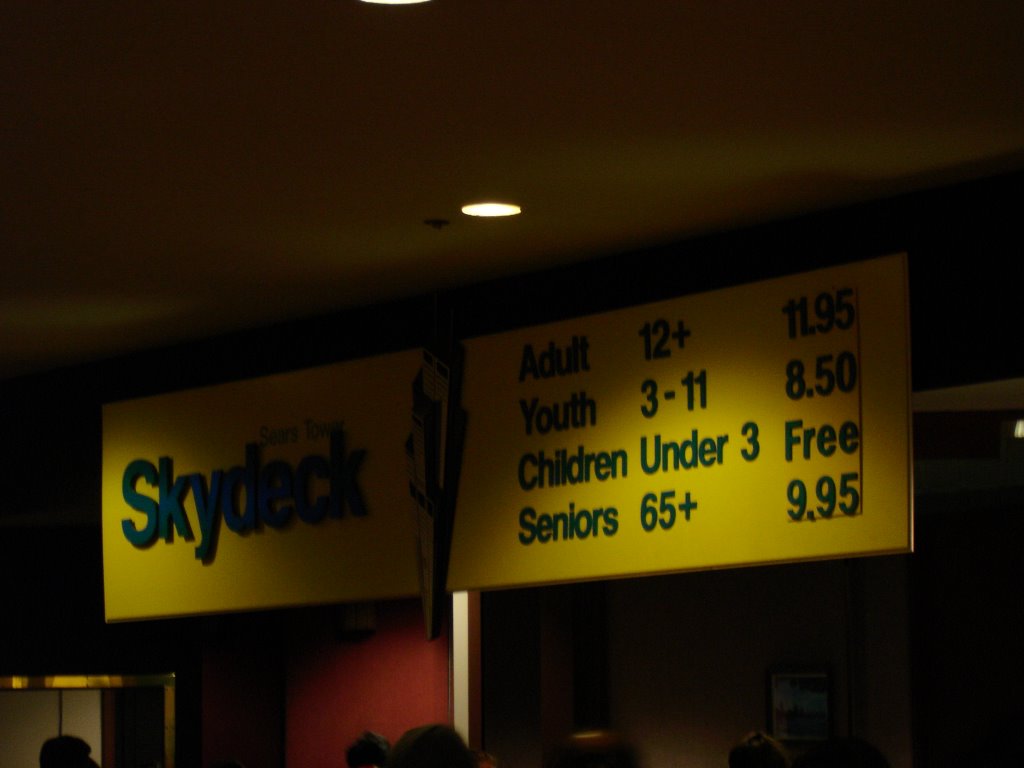 Sears Tower
Skydeck
Adult 12+ 11.95
Youth 3-11 8.50
Children Under 3 Free
Seniors 65+ 9.95